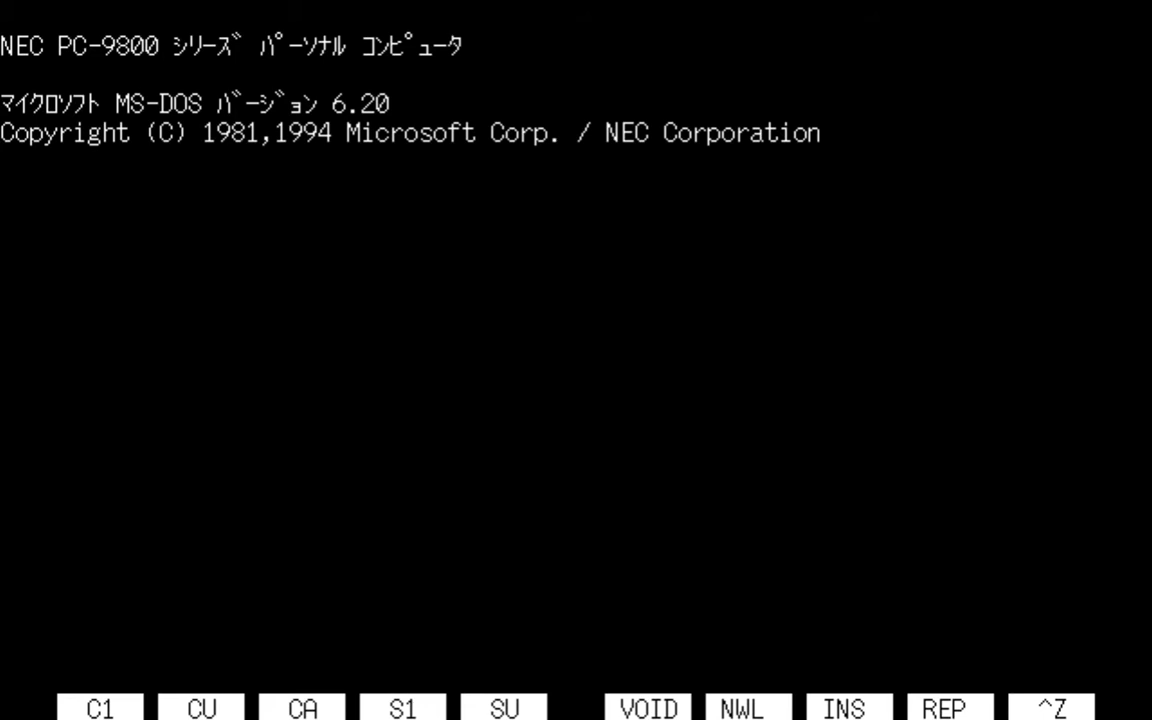 NEC PC-9800 ｼﾘｰｽﾞ ﾊﾟｰｿﾅﾙ ｺﾝﾋﾟｭｰﾀ
ﾏｲｸﾛｿﾌﾄ MS-DOS ﾊﾞｰｼﾞｮﾝ 6.20
Copyright (C) 1981,1994 Microsoft Corp. / NEC Corporation
C1 CU CA S1 SU VOID NWL INS REP ^Z